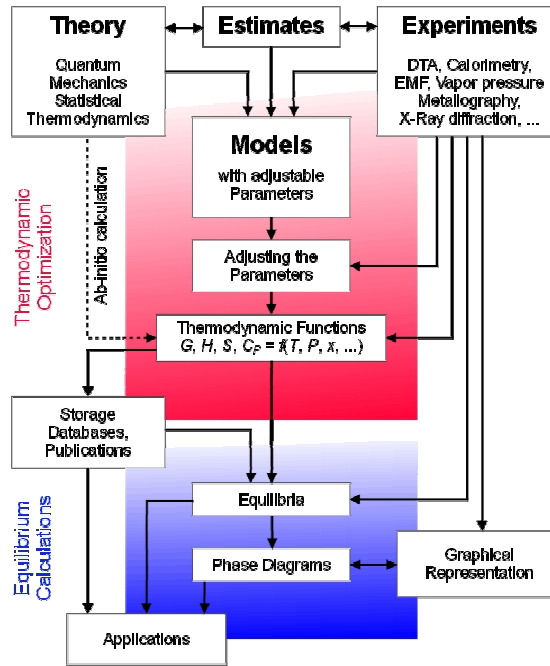 Theory
Quantum
Mechanics
Statistical
Thermodynamics
Estimates
Experiments
DTA, Calorimetry,
EMF, Vapor pressure
Metallography,
X-Ray diffraction, ...
Models
with adjustable
Parameters
Thermodynamic
Optimization
Ab-initio calculation
Adjusting the
Parameters
Thermodynamic Functions
G, H, S, CP = f(T, P, x, ...)
Storage
Databases,
Publications
Equilibrium
Calculations
Equilibria
Phase Diagrams
Graphical
Representation
Applications